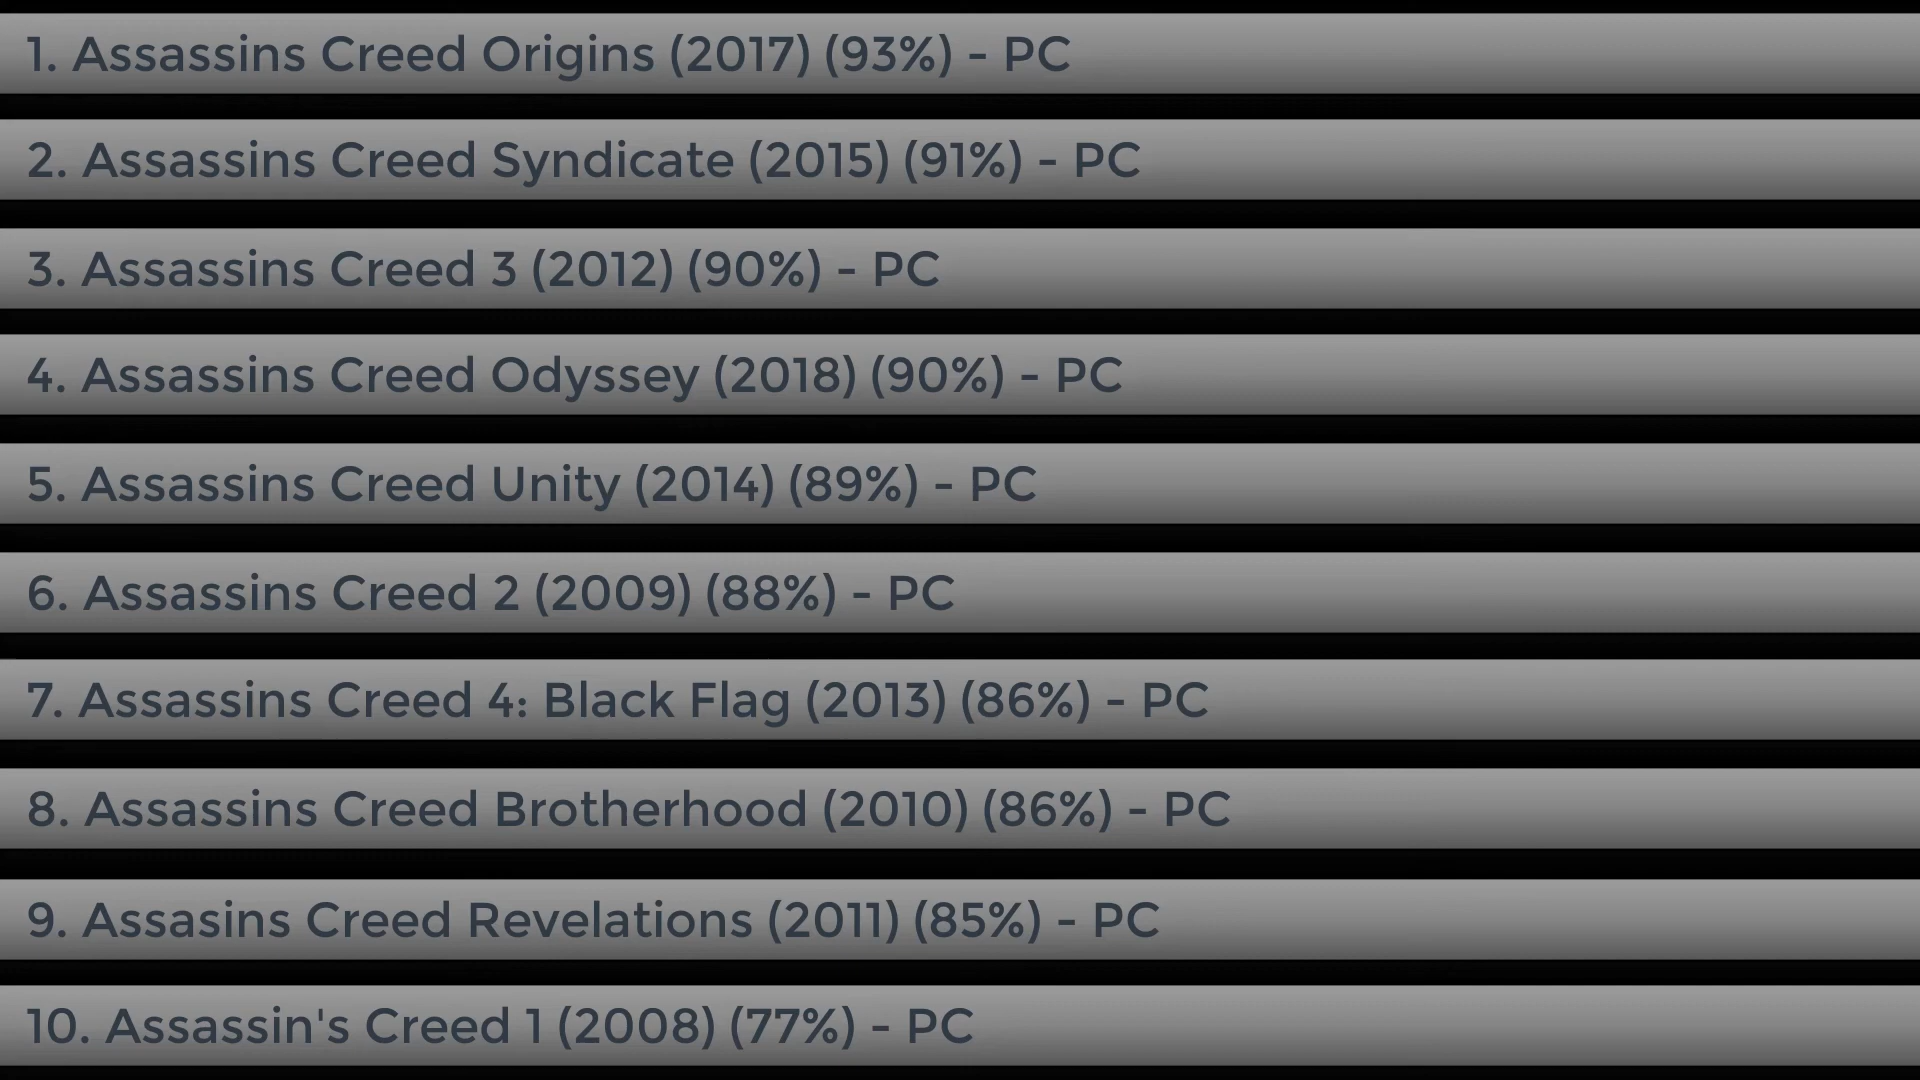 1. Assassins Creed Origins (2017) (93%) - PC
2. Assassins Creed Syndicate (2015) (91%) - PC
3. Assassins Creed 3 (2012) (90%) - PC
4. Assassins Creed Odyssey (2018) (90%) - PC
5. Assassins Creed Unity (2014) (89%) - PC
6. Assassins Creed 2 (2009) (88%) - PC
7. Assassins Creed 4: Black Flag (2013) (86%) - PC
8. Assassins Creed Brotherhood (2010) (86%) - PC
9. Assasins Creed Revelations (2011) (85%) - PC
10. Assassin's Creed 1 (2008) (77%) - PC